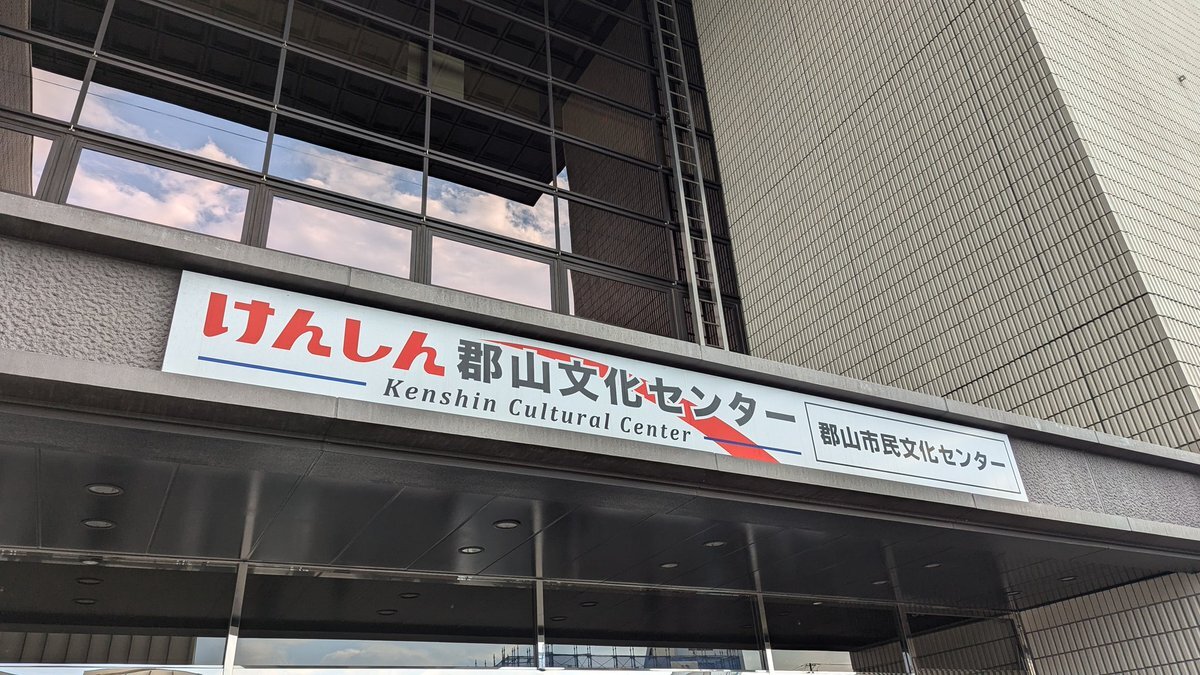 けんしん郡山文化センター
Kenshin Cultural Center
郡山市民文化センター